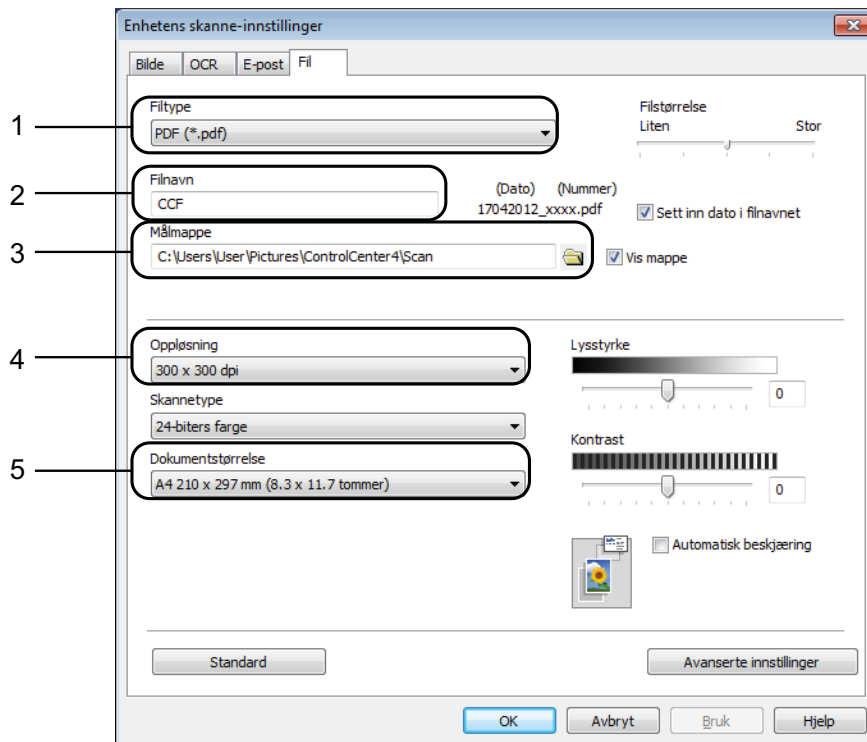 Enhetens skanne-innstillinger
Bilde OCR E-post Fil
1
Filtype
PDF (*.pdf)
Filstørrelse
Liten Stor
2
Filnavn
CCF
(Dato) (Nummer)
17042012_xxxx.pdf
Sett inn dato i filnavnet
3
Målmappe
C:\Users\User\Pictures\ControlCenter4\Scan
Vis mappe
4
Oppløsning
300 x 300 dpi
Lysstyrke
0
Skannetype
24-biters farge
Kontrast
0
5
Dokumentstørrelse
A4 210 x 297 mm (8.3 x 11.7 tommer)
Automatisk beskjæring
Standard
Avanserte innstillinger
OK Avbryt Bruk Hjelp